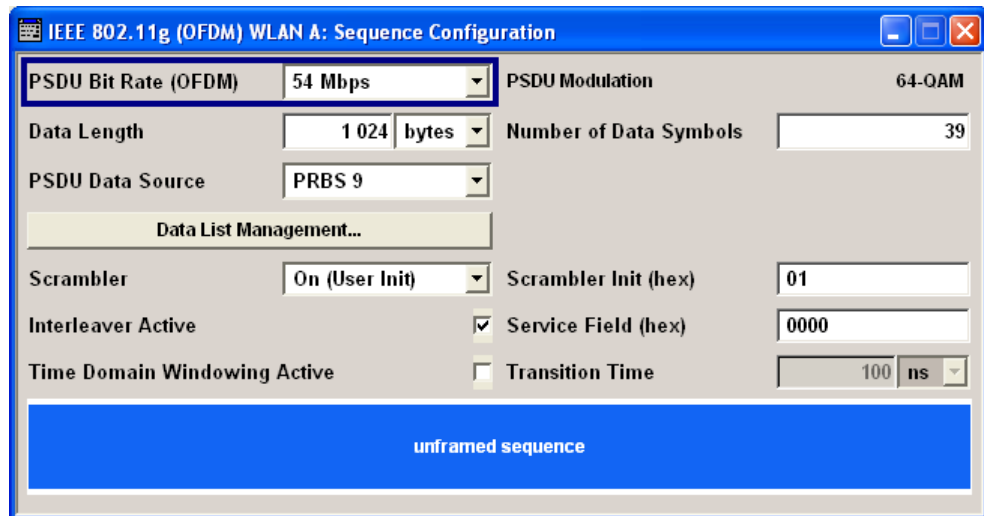 IEEE 802.11g (OFDM) WLAN A: Sequence Configuration
PSDU Bit Rate (OFDM) 54 Mbps PSDU Modulation 64-QAM
Data Length 1 024 bytes Number of Data Symbols 39
PSDU Data Source PRBS 9
Data List Management...
Scrambler On (User Init) Scrambler Init (hex) 01
Interleaver Active Service Field (hex) 0000
Time Domain Windowing Active Transition Time 100 ns
unframed sequence